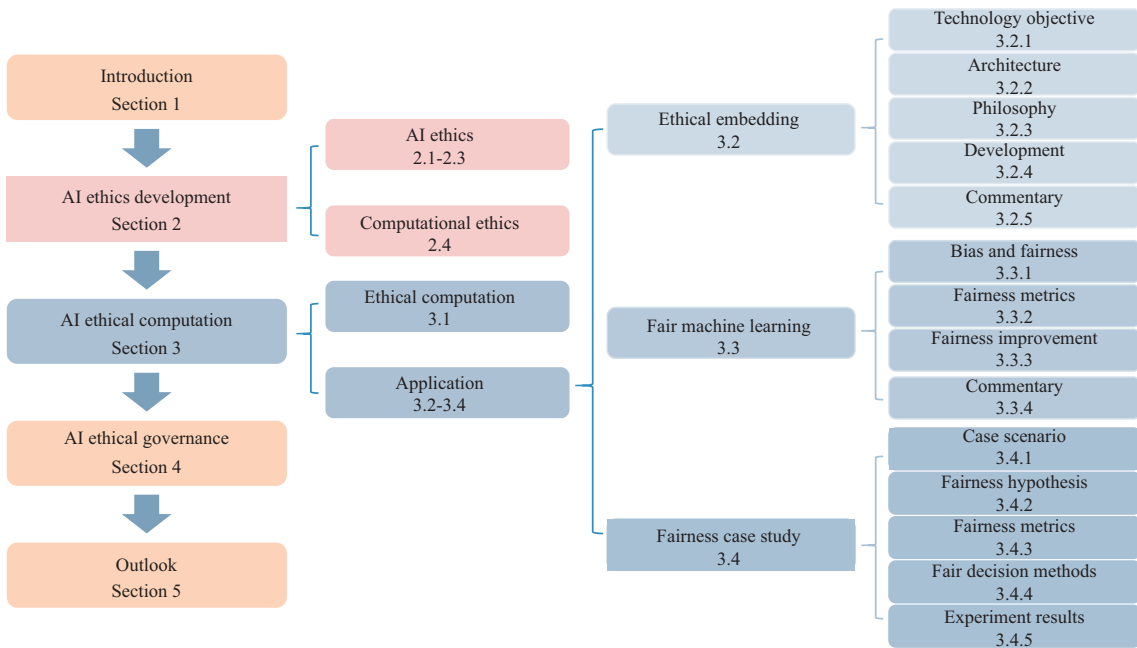 Introduction
Section 1
AI ethics development
Section 2
AI ethical computation
Section 3
AI ethical governance
Section 4
Outlook
Section 5
AI ethics
2.1-2.3
Computational ethics
2.4
Ethical computation
3.1
Application
3.2-3.4
Ethical embedding
3.2
Fair machine learning
3.3
Fairness case study
3.4
Technology objective
3.2.1
Architecture
3.2.2
Philosophy
3.2.3
Development
3.2.4
Commentary
3.2.5
Bias and fairness
3.3.1
Fairness metrics
3.3.2
Fairness improvement
3.3.3
Commentary
3.3.4
Case scenario
3.4.1
Fairness hypothesis
3.4.2
Fairness metrics
3.4.3
Fair decision methods
3.4.4
Experiment results
3.4.5